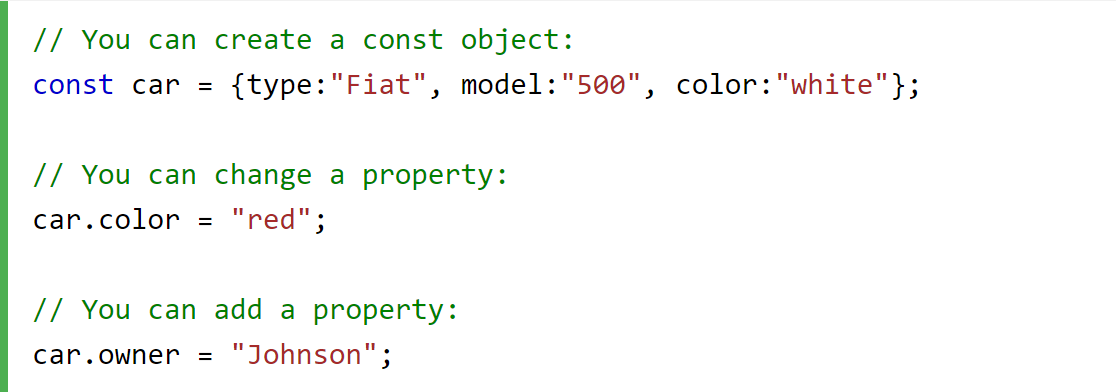 // You can create a const object:
const car = {type:"Fiat", model:"500", color:"white"};
// You can change a property:
car.color = "red";
// You can add a property:
car.owner = "Johnson";